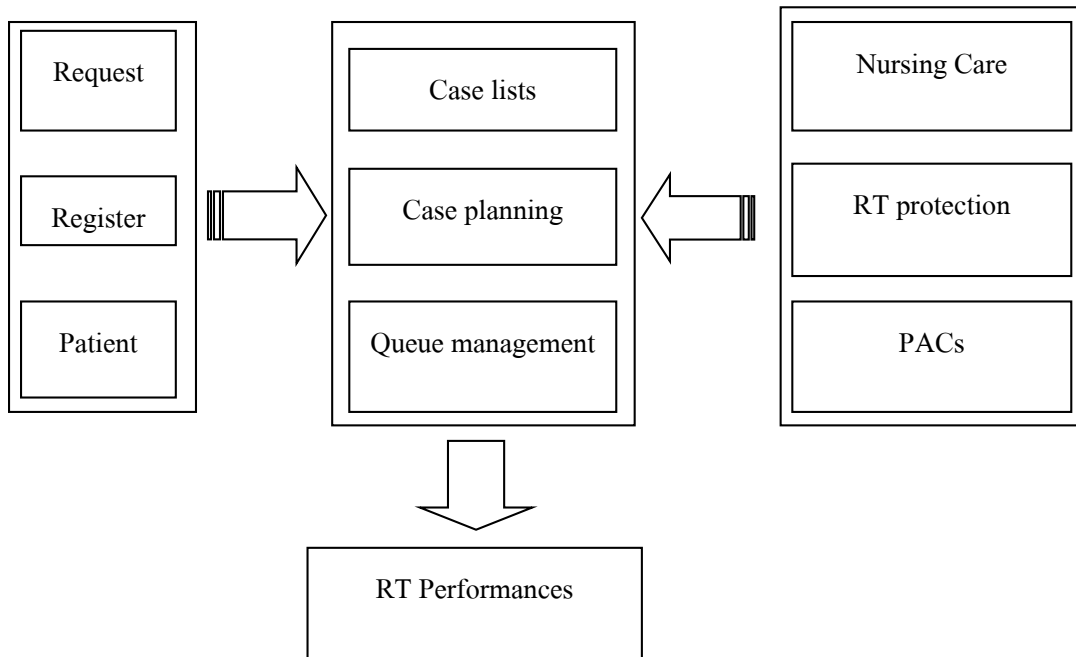 Request
Register
Patient
Case lists
Case planning
Queue management
Nursing Care
RT protection
PACs
RT Performances